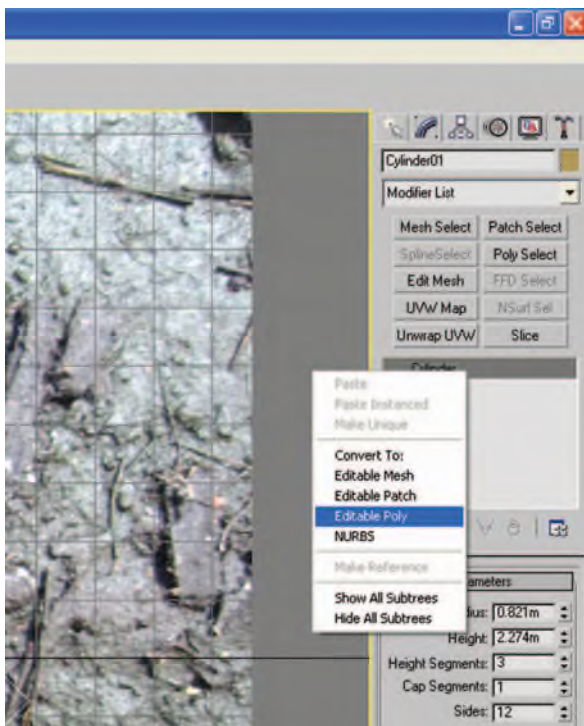 Cylinder01
Modifier List
Mesh Select Patch Select
SplineSelect Poly Select
Edit Mesh FFD Select
UVW Map NSurf Sel
Unwrap UVW Slice
Cylinder
Paste
Paste Instanced
Make Unique
Convert To:
Editable Mesh
Editable Patch
Editable Poly
NURBS
Make Reference
Show All Subtrees
Hide All Subtrees
ameters
dius: 0.821m
Height: 2.274m
Height Segments: 3
Cap Segments: 1
Sides: 12